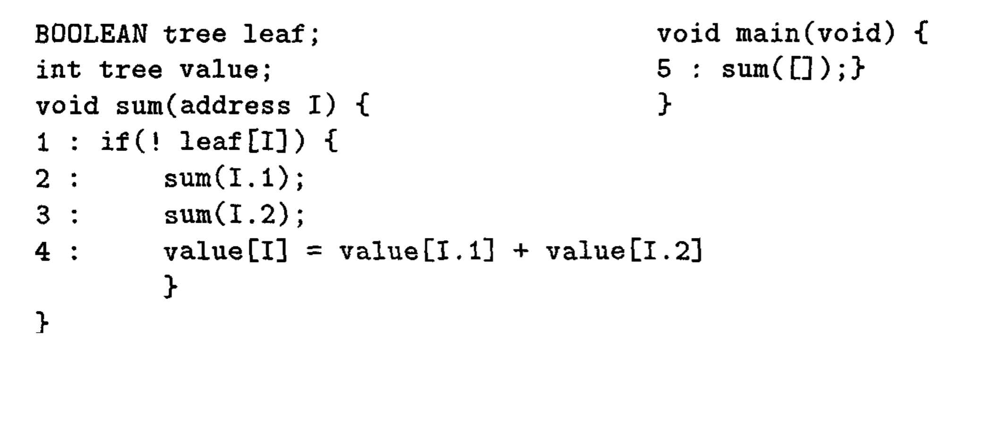 BOOLEAN tree leaf;
int tree value;
void sum(address I) {
1 : if(! leaf[I]) {
2 :     sum(I.1);
3 :     sum(I.2);
4 :     value[I] = value[I.1] + value[I.2]
        }
}
void main(void) {
5 : sum([]);}
}